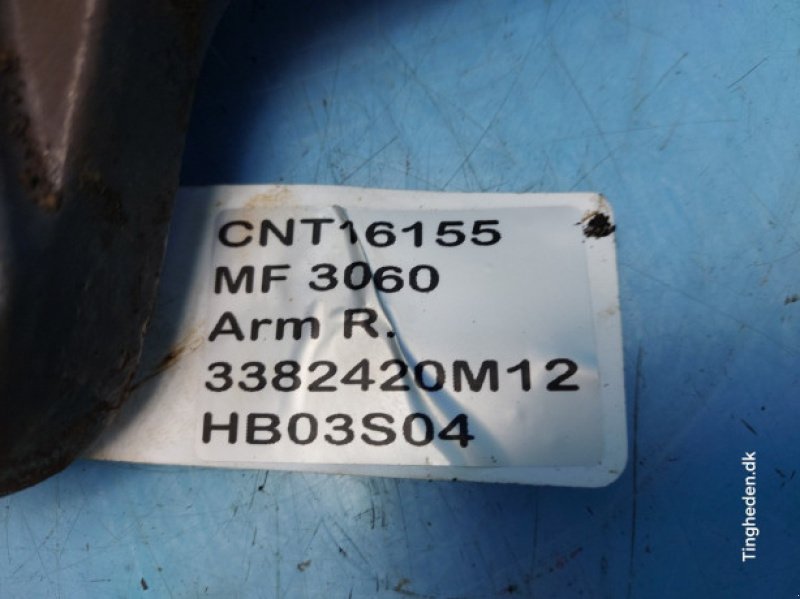 CNT16155
MF 3060
Arm R.
3382420M12
HB03S04
Tingheden.dk